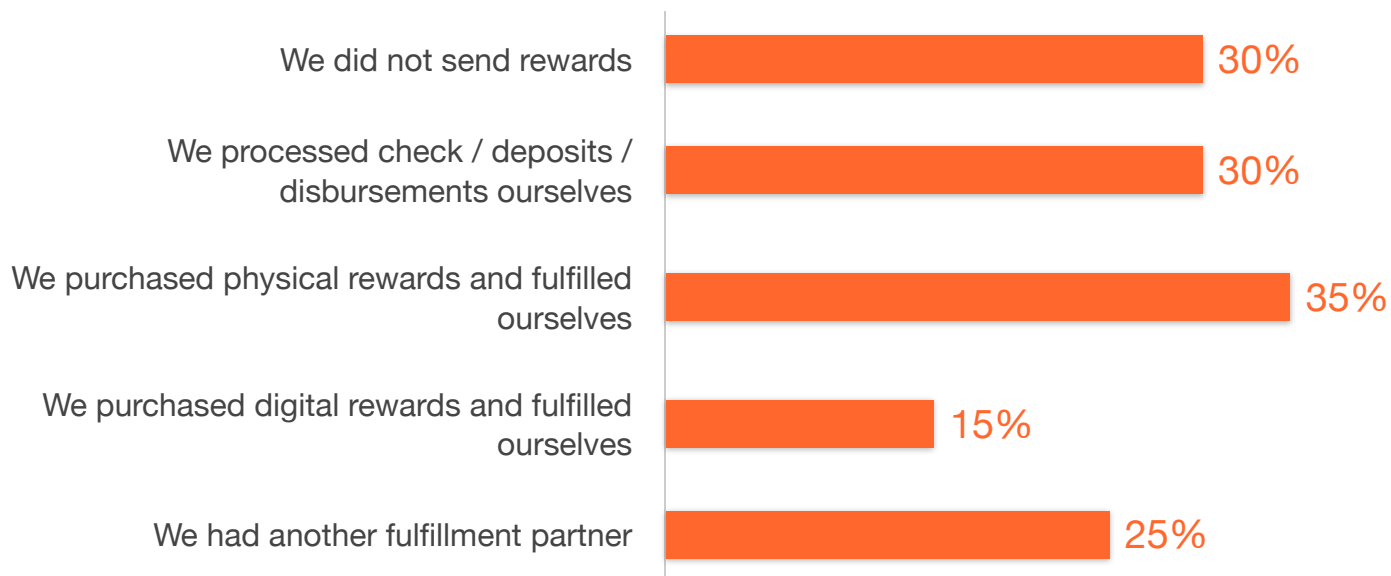 We did not send rewards
30%
We processed check / deposits /
disbursements ourselves
30%
We purchased physical rewards and fulfilled
ourselves
35%
We purchased digital rewards and fulfilled
ourselves
15%
We had another fulfillment partner
25%